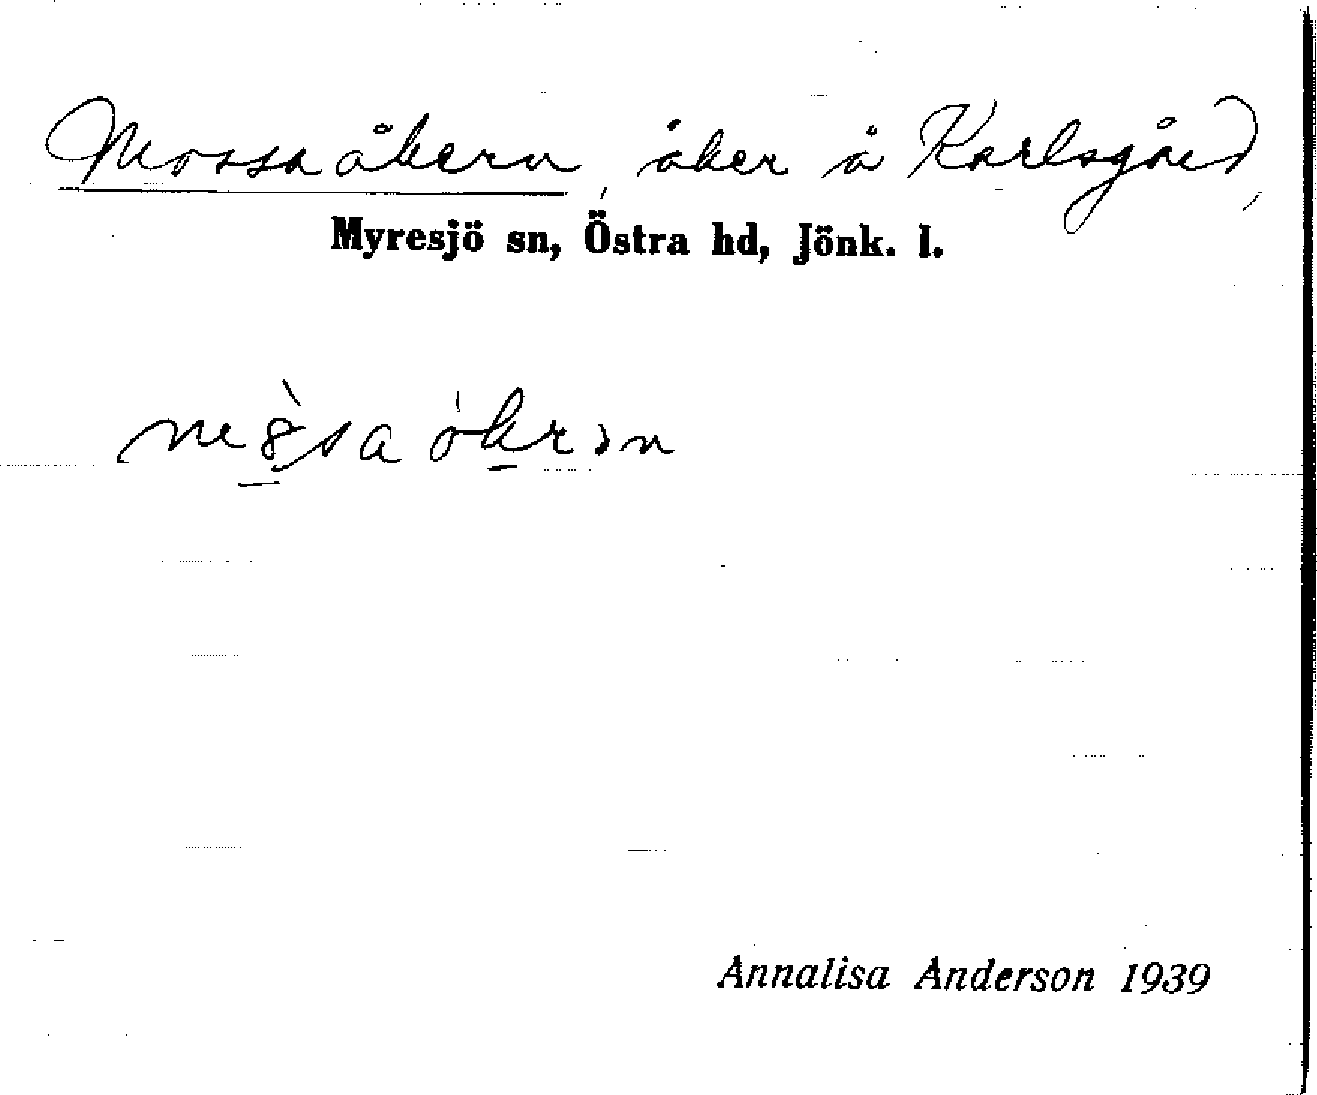 Mossaåkern, åker å Karlsgård,
Myresjö sn, Östra hd, Jönk. l.
Annalisa Anderson 1939